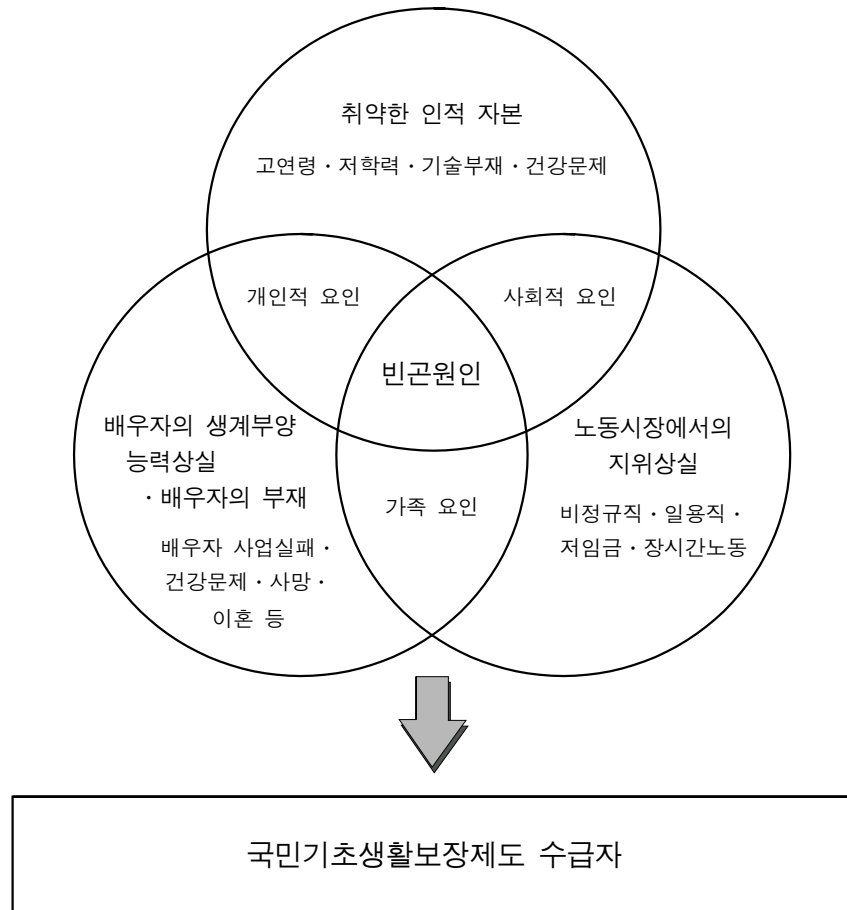 취약한 인적 자본
고연령·저학력·기술부재·건강문제
개인적 요인
사회적 요인
빈곤원인
배우자의 생계부양
능력상실
·배우자의 부재
배우자 사업실패·
건강문제·사망·
이혼 등
가족 요인
노동시장에서의
지위상실
비정규직·일용직·
저임금·장시간노동
국민기초생활보장제도 수급자